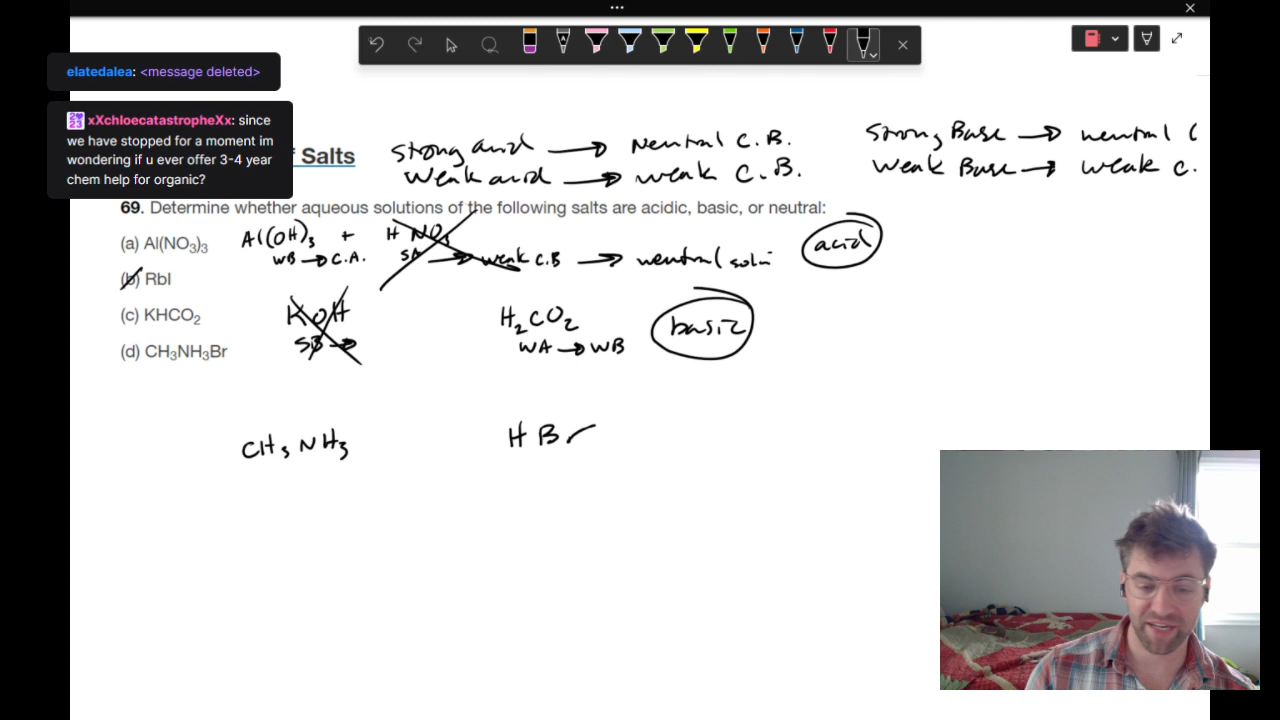 elatedalea: <message deleted>
xXchloecatastropheXx: since
we have stopped for a moment im
wondering if u ever offer 3-4 year
chem help for organic?
f Salts
strong acid → Neutral C.B.
Weak acid → weak C.B.
Strong Base → neutral C
Weak Base → weak C.
69. Determine whether aqueous solutions of the following salts are acidic, basic, or neutral:
(a) Al(NO₃)₃
Al(OH)₃ + HNO₃
WB → C.A. SA → weak C.B → neutral soln
acid
(b) RbI
(c) KHCO₂
KOH H₂CO₂ basic
SB → WA → WB
(d) CH₃NH₃Br
CH₃NH₃ HBr